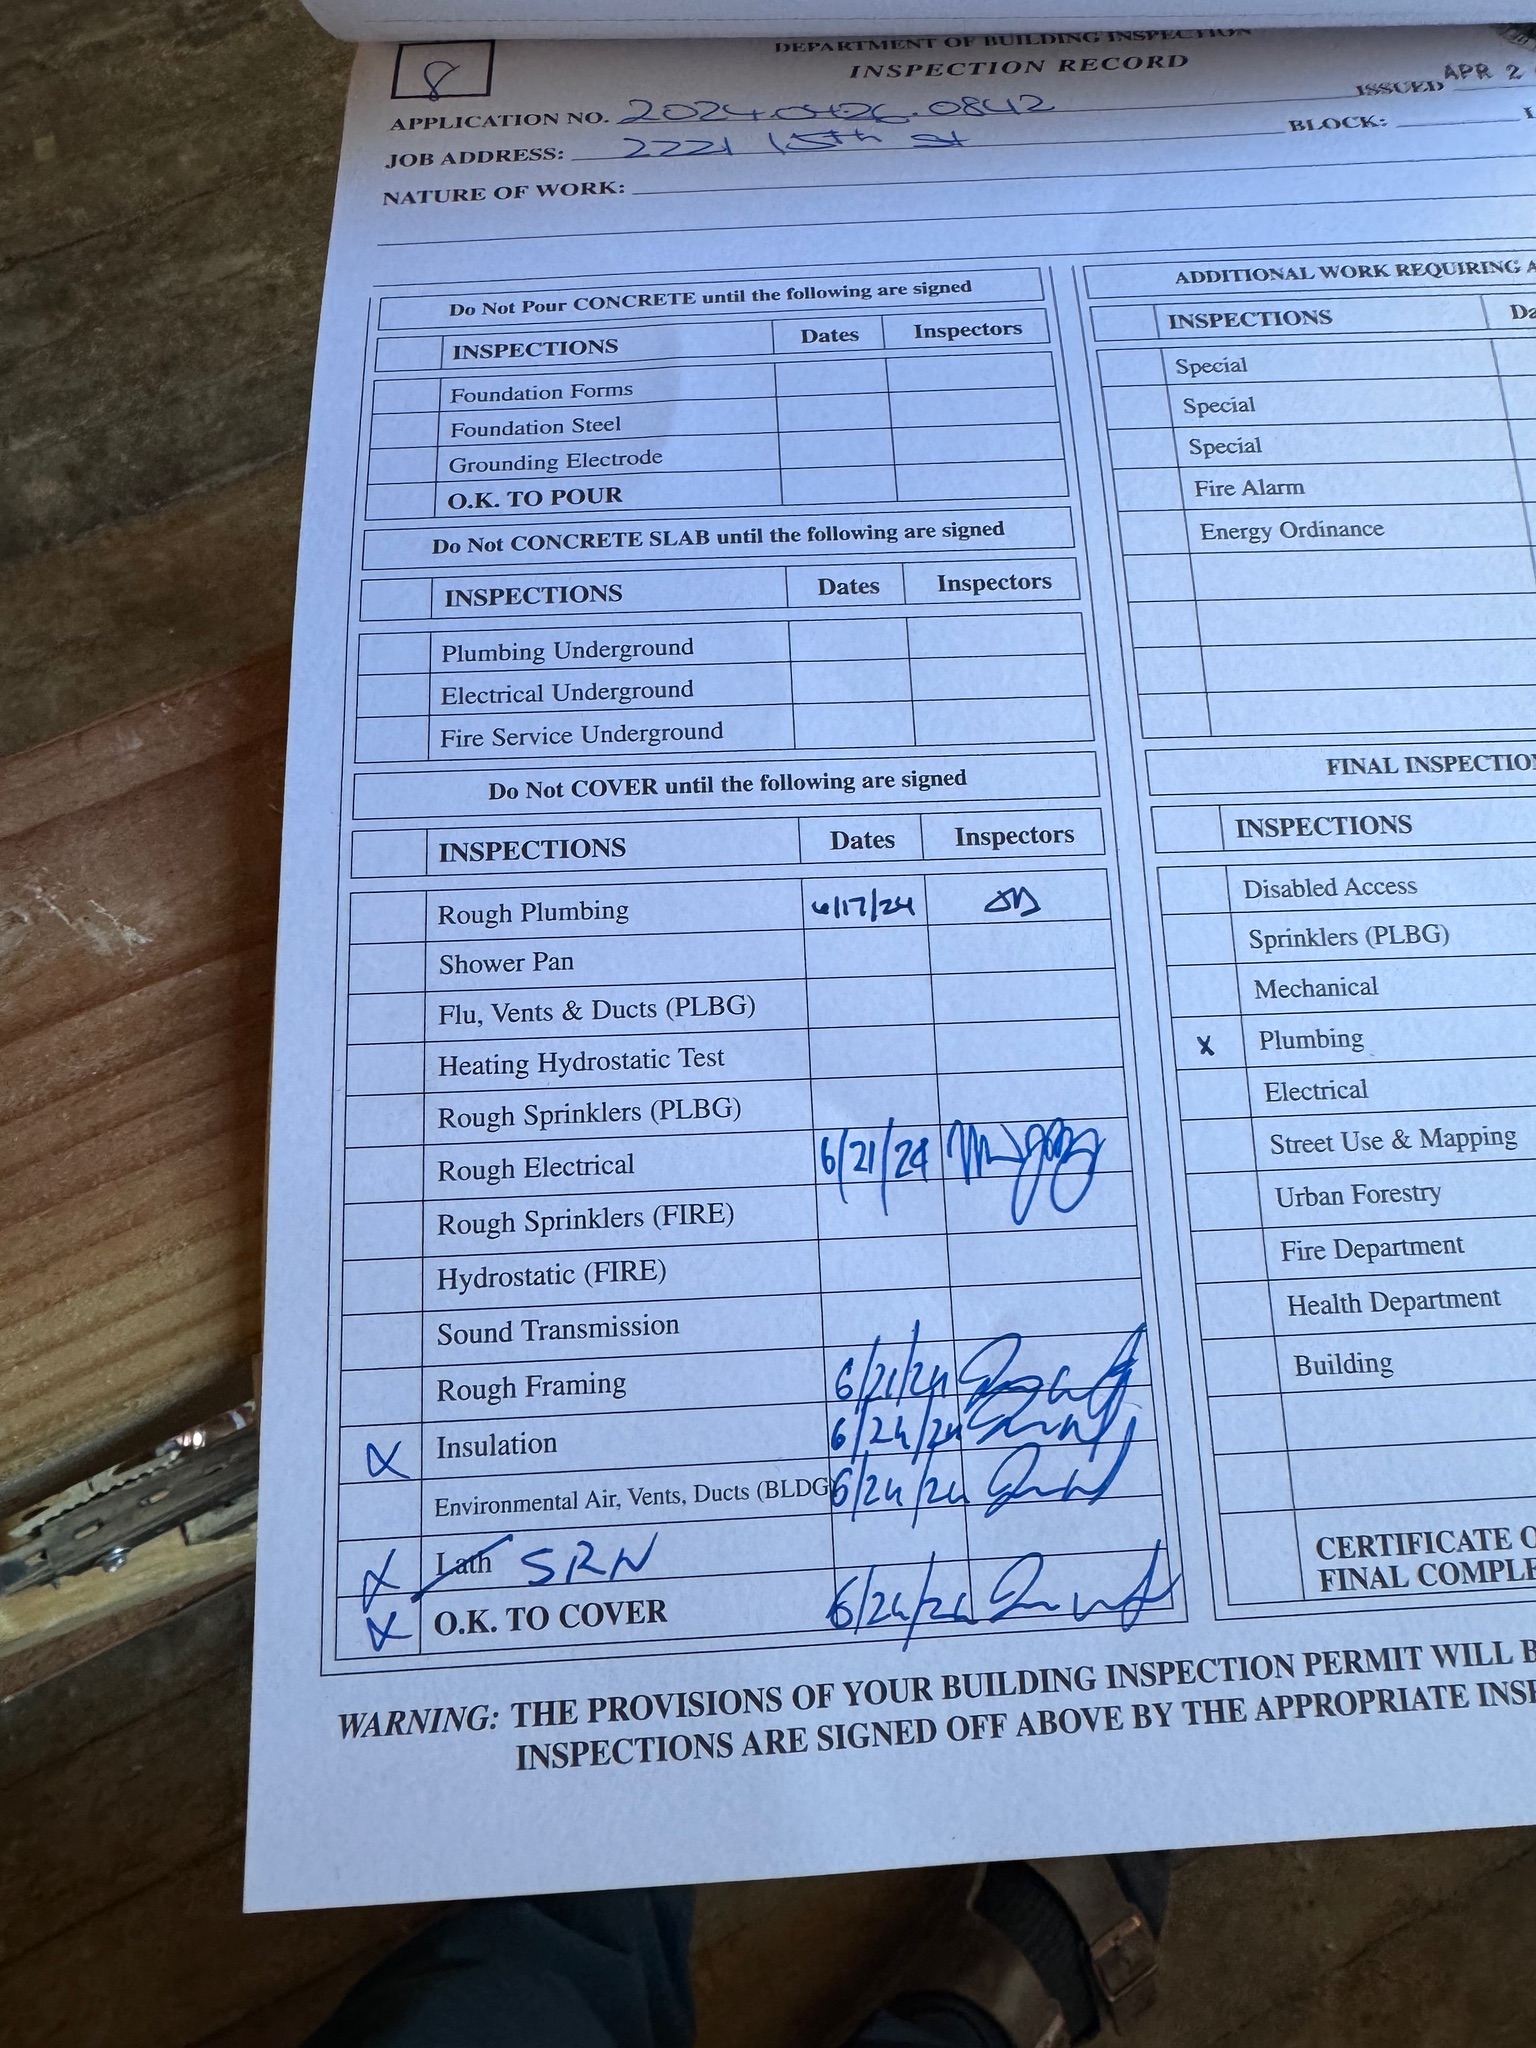 8
DEPARTMENT OF BUILDING INSPECTION
INSPECTION RECORD
APPLICATION NO. 2024.0426.0842 ISSUED APR 2
JOB ADDRESS: 2221 15th st BLOCK:
NATURE OF WORK:
Do Not Pour CONCRETE until the following are signed
INSPECTIONS Dates Inspectors
Foundation Forms
Foundation Steel
Grounding Electrode
O.K. TO POUR
Do Not CONCRETE SLAB until the following are signed
INSPECTIONS Dates Inspectors
Plumbing Underground
Electrical Underground
Fire Service Underground
Do Not COVER until the following are signed
INSPECTIONS Dates Inspectors
Rough Plumbing 6/17/24
Shower Pan
Flu, Vents & Ducts (PLBG)
Heating Hydrostatic Test
Rough Sprinklers (PLBG)
Rough Electrical 6/21/24
Rough Sprinklers (FIRE)
Hydrostatic (FIRE)
Sound Transmission
Rough Framing 6/21/24
X Insulation 6/24/24
Environmental Air, Vents, Ducts (BLDG) 6/24/24
X Lath SRN
X O.K. TO COVER 6/24/24
ADDITIONAL WORK REQUIRING A
INSPECTIONS Da
Special
Special
Special
Fire Alarm
Energy Ordinance
FINAL INSPECTIO
INSPECTIONS
Disabled Access
Sprinklers (PLBG)
Mechanical
X Plumbing
Electrical
Street Use & Mapping
Urban Forestry
Fire Department
Health Department
Building
CERTIFICATE O
FINAL COMPLE
WARNING: THE PROVISIONS OF YOUR BUILDING INSPECTION PERMIT WILL B
INSPECTIONS ARE SIGNED OFF ABOVE BY THE APPROPRIATE INSP